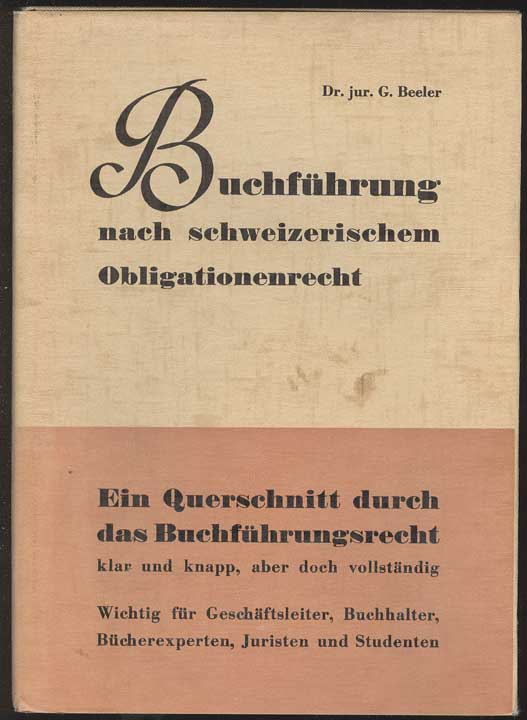 Dr. jur. G. Beeler
Buchführung
nach schweizerischem
Obligationenrecht
Ein Querschnitt durch
das Buchführungsrecht
klar und knapp, aber doch vollständig
Wichtig für Geschäftsleiter, Buchhalter,
Bücherexperten, Juristen und Studenten